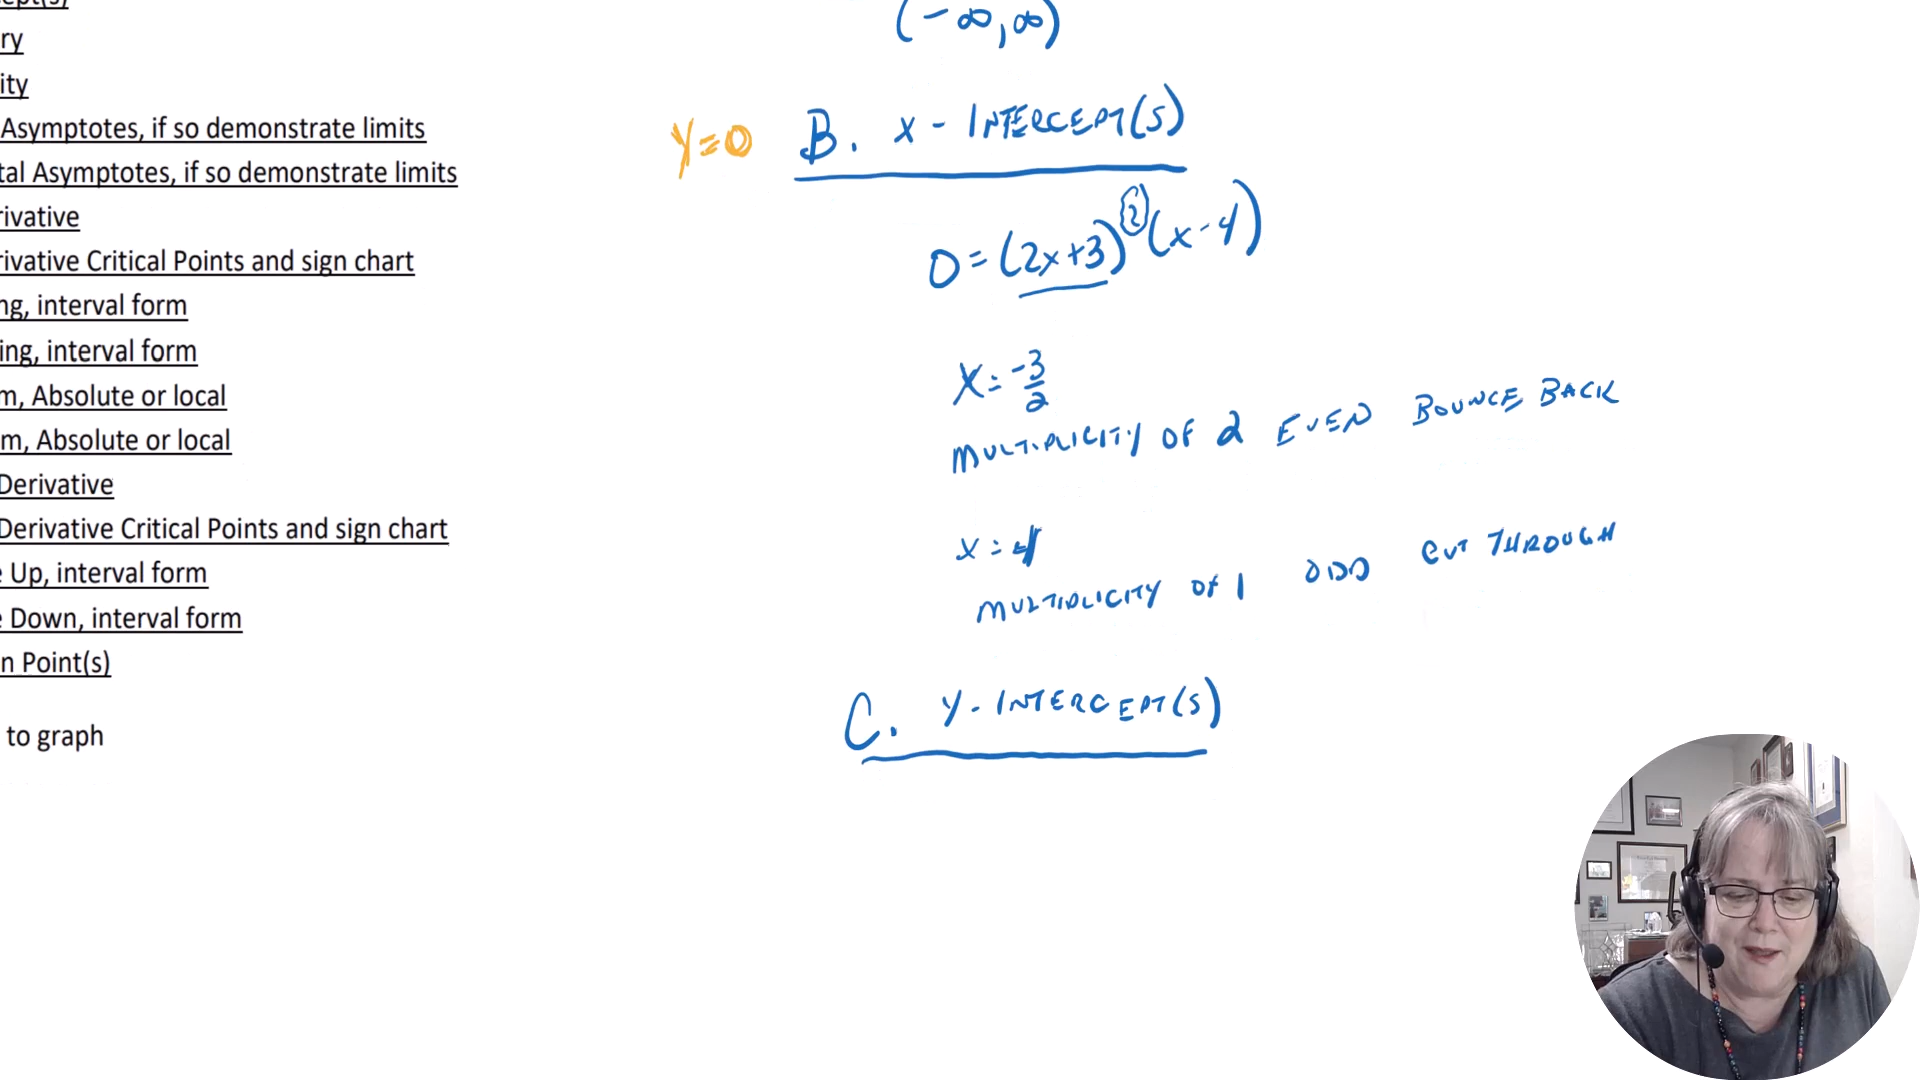 ry
ity
Asymptotes, if so demonstrate limits
tal Asymptotes, if so demonstrate limits
rivative
rivative Critical Points and sign chart
ng, interval form
ing, interval form
m, Absolute or local
m, Absolute or local
Derivative
Derivative Critical Points and sign chart
e Up, interval form
e Down, interval form
n Point(s)
to graph
(-∞,∞)
Y=0 B. X-INTERCEPT(S)
0=(2x+3)²(x-4)
X=-3/2
MULTIPLICITY OF 2 EVEN BOUNCE BACK
X=4
MULTIPLICITY OF 1 ODD CUT THROUGH
C. Y-INTERCEPT(S)